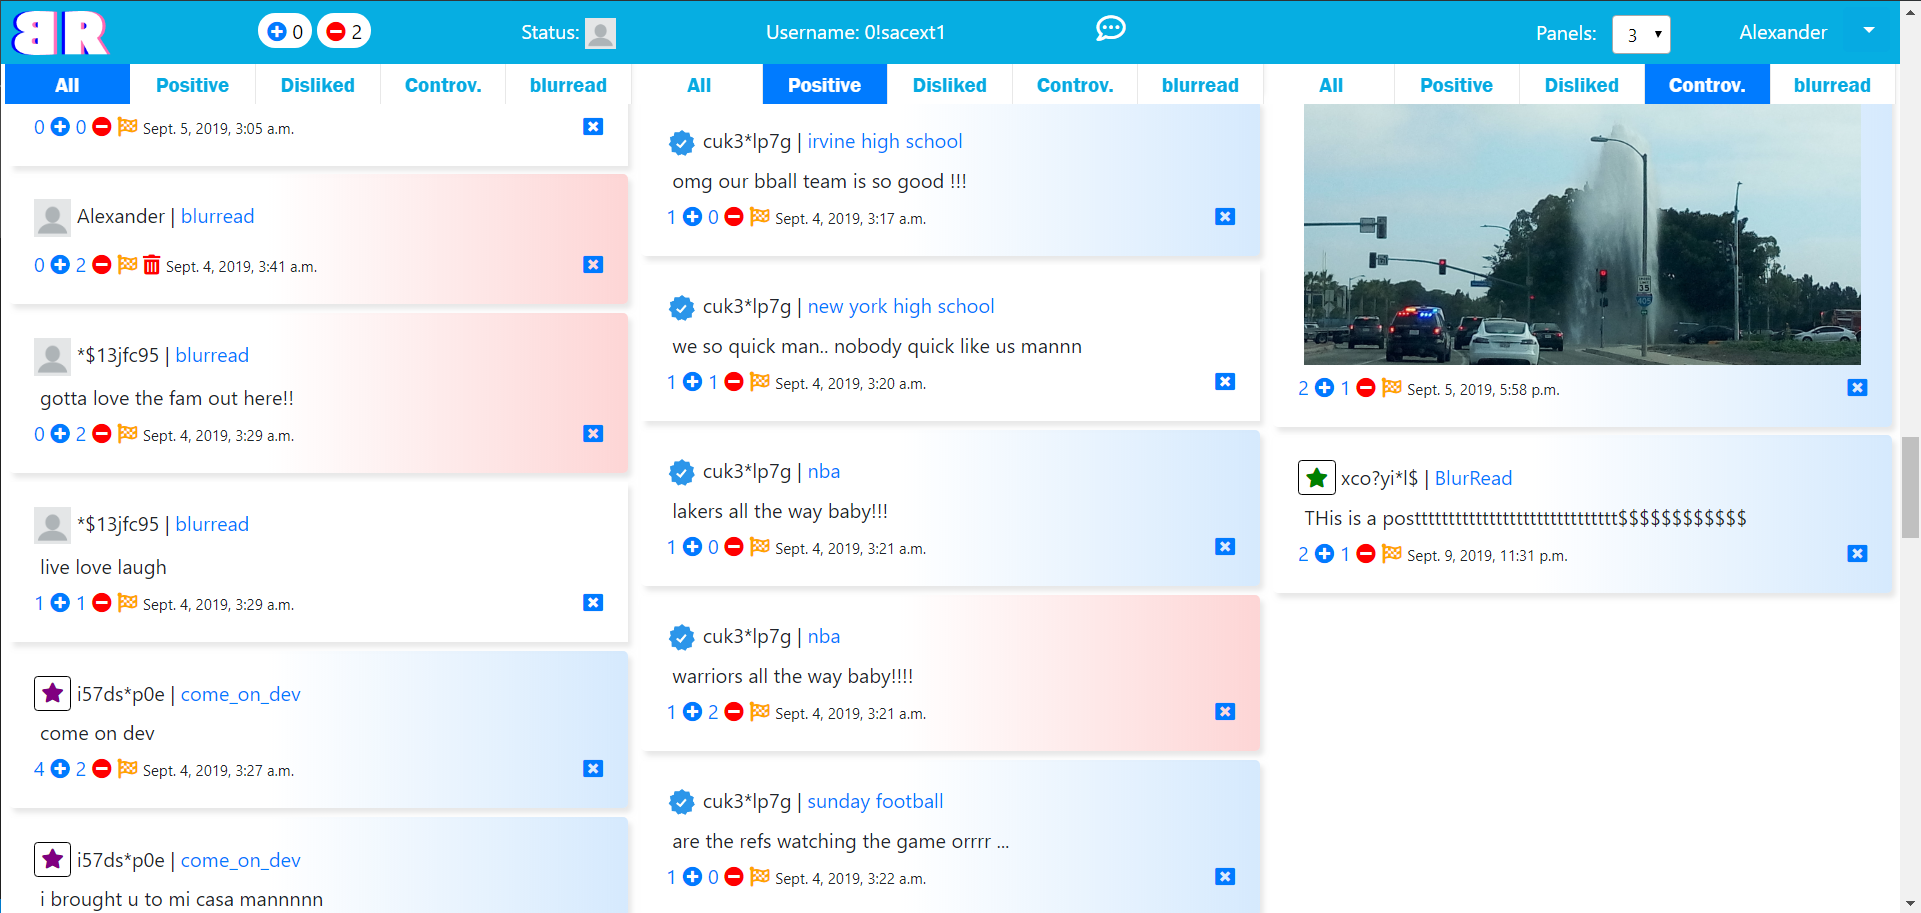 BR
0 2
Status:
Username: 0!sacext1
Panels: 3
Alexander
All Positive Disliked Controv. blurread
0 0 Sept. 5, 2019, 3:05 a.m.
Alexander | blurread
0 2 Sept. 4, 2019, 3:41 a.m.
*$13jfc95 | blurread
gotta love the fam out here!!
0 2 Sept. 4, 2019, 3:29 a.m.
*$13jfc95 | blurread
live love laugh
1 1 Sept. 4, 2019, 3:29 a.m.
i57ds*p0e | come_on_dev
come on dev
4 2 Sept. 4, 2019, 3:27 a.m.
i57ds*p0e | come_on_dev
i brought u to mi casa mannnnn
All Positive Disliked Controv. blurread
cuk3*lp7g | irvine high school
omg our bball team is so good !!!
1 0 Sept. 4, 2019, 3:17 a.m.
cuk3*lp7g | new york high school
we so quick man.. nobody quick like us mannn
1 1 Sept. 4, 2019, 3:20 a.m.
cuk3*lp7g | nba
lakers all the way baby!!!
1 0 Sept. 4, 2019, 3:21 a.m.
cuk3*lp7g | nba
warriors all the way baby!!!!
1 2 Sept. 4, 2019, 3:21 a.m.
cuk3*lp7g | sunday football
are the refs watching the game orrrr ...
1 0 Sept. 4, 2019, 3:22 a.m.
All Positive Disliked Controv. blurread
35
405
2 1 Sept. 5, 2019, 5:58 p.m.
xco?yi*l$ | BlurRead
THis is a posttttttttttttttttttttttttttttttt$$$$$$$$$$$$
2 1 Sept. 9, 2019, 11:31 p.m.